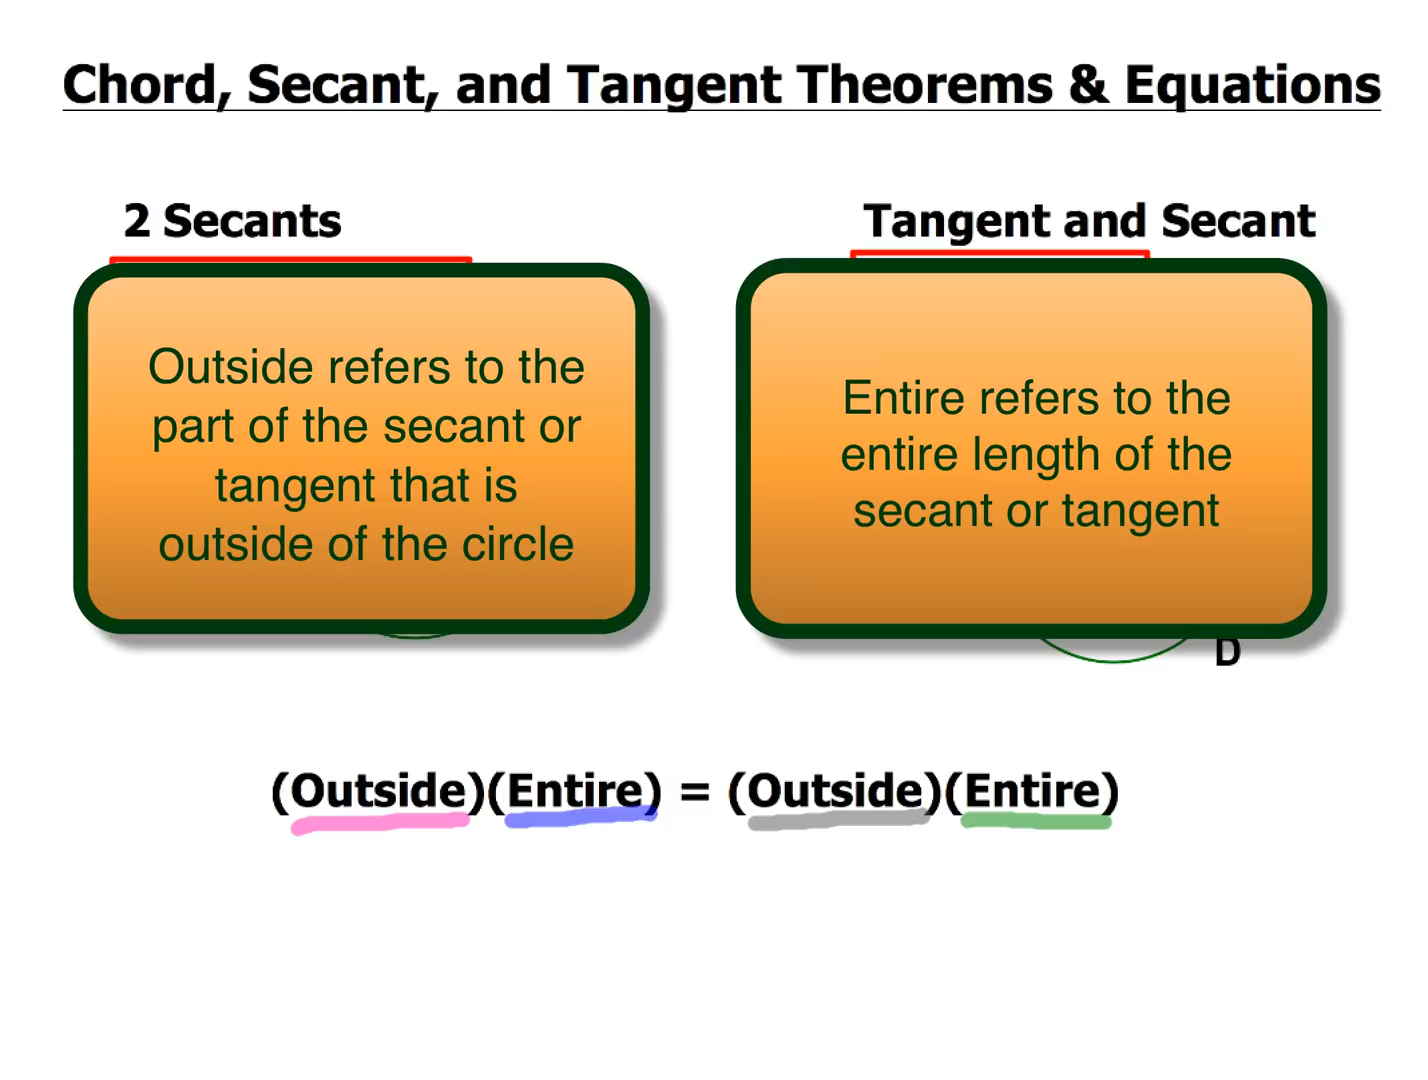 Chord, Secant, and Tangent Theorems & Equations
2 Secants
Tangent and Secant
Outside refers to the
part of the secant or
tangent that is
outside of the circle
Entire refers to the
entire length of the
secant or tangent
D
(Outside)(Entire) = (Outside)(Entire)